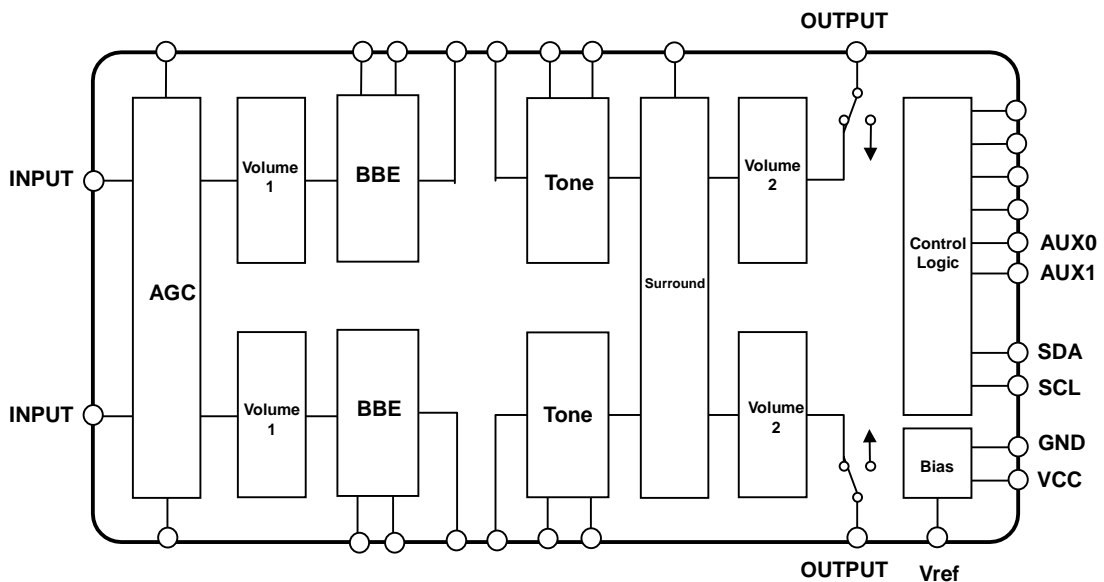 OUTPUT
INPUT
Volume
1
BBE
Tone
Volume
2
Control
Logic
AUX0
AUX1
AGC
Surround
SDA
SCL
INPUT
Volume
1
BBE
Tone
Volume
2
GND
Bias
VCC
OUTPUT
Vref